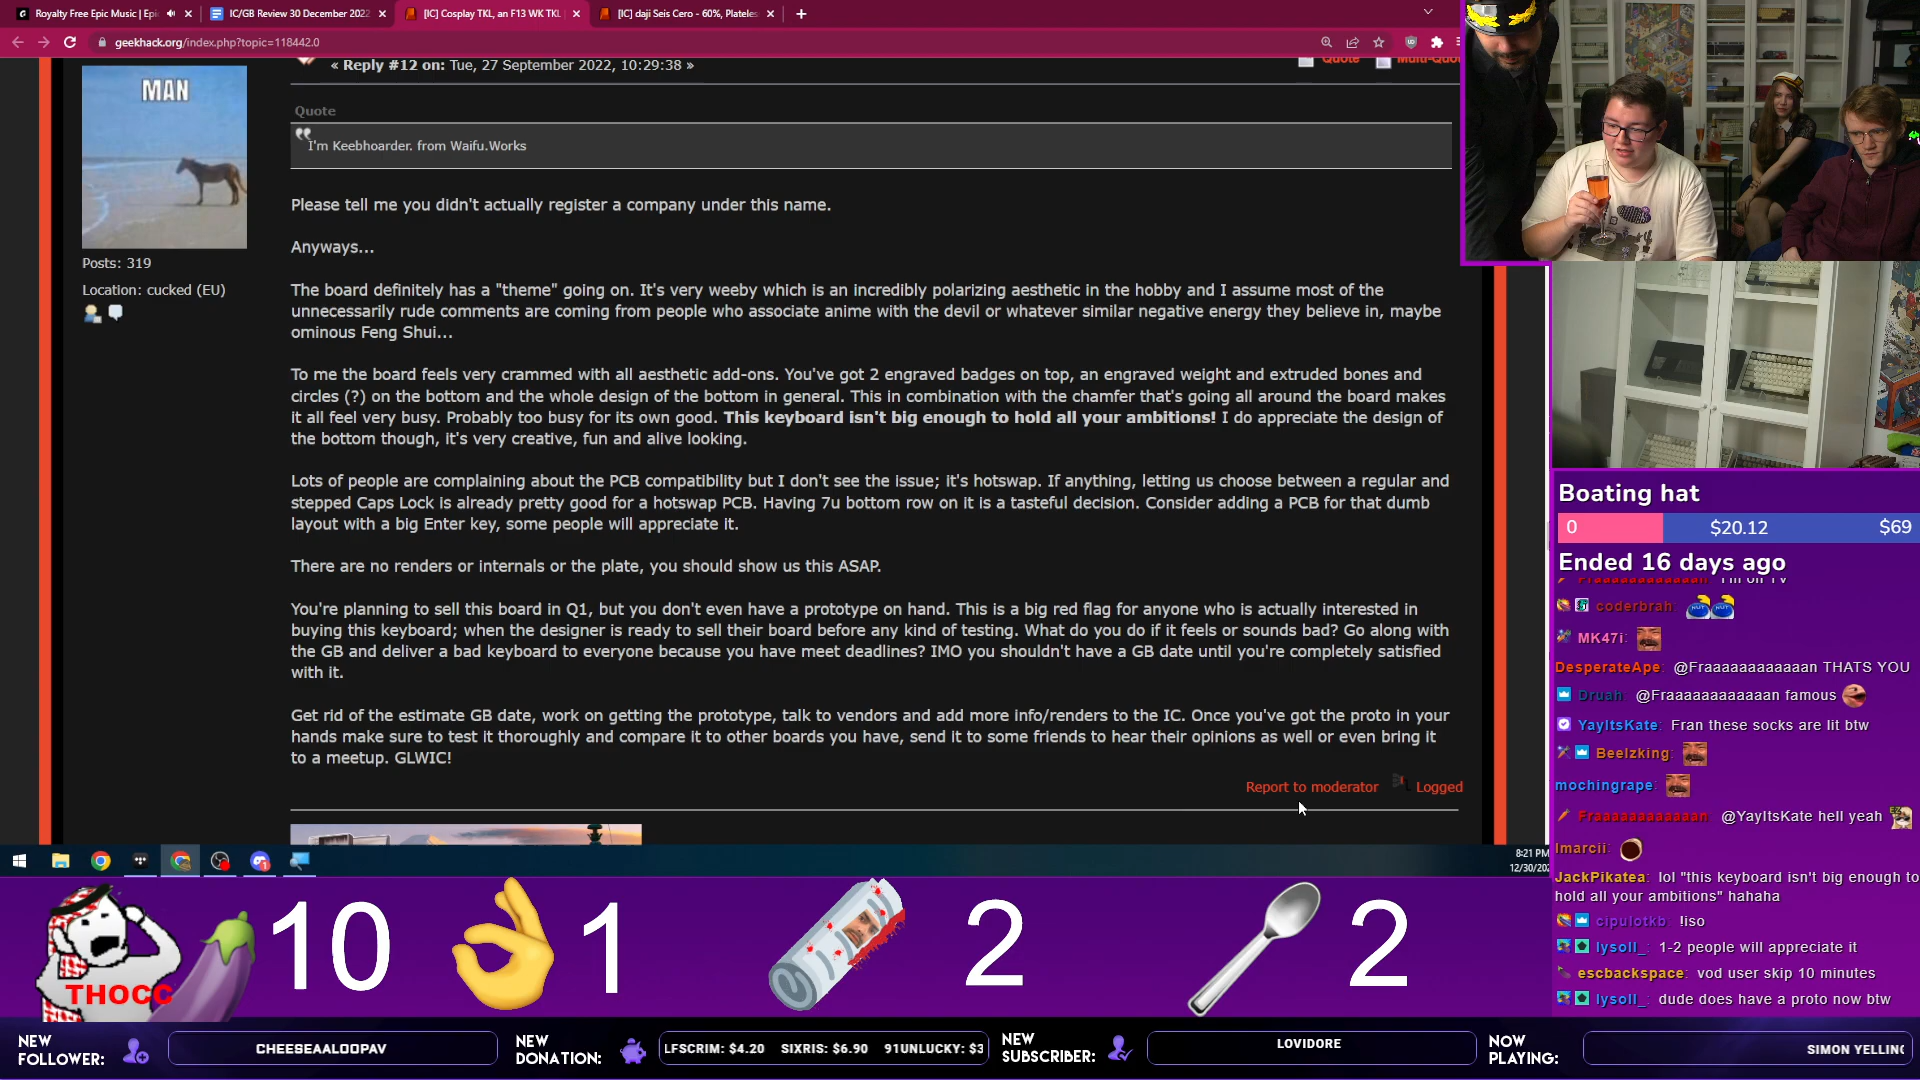 Royalty Free Epic Music | Epi
IC/GB Review 30 December 2022
[IC] Cosplay TKL, an F13 WK TKL
[IC] daji Seis Cero - 60%, Plateles
geekhack.org/index.php?topic=118442.0
« Reply #12 on: Tue, 27 September 2022, 10:29:38 »
Quote
Multi-Quo
MAN
Posts: 319
Location: cucked (EU)
Quote
I'm Keebhoarder. from Waifu.Works
Please tell me you didn't actually register a company under this name.
Anyways...
The board definitely has a "theme" going on. It's very weeby which is an incredibly polarizing aesthetic in the hobby and I assume most of the
unnecessarily rude comments are coming from people who associate anime with the devil or whatever similar negative energy they believe in, maybe
ominous Feng Shui...
To me the board feels very crammed with all aesthetic add-ons. You've got 2 engraved badges on top, an engraved weight and extruded bones and
circles (?) on the bottom and the whole design of the bottom in general. This in combination with the chamfer that's going all around the board makes
it all feel very busy. Probably too busy for its own good. This keyboard isn't big enough to hold all your ambitions! I do appreciate the design of
the bottom though, it's very creative, fun and alive looking.
Lots of people are complaining about the PCB compatibility but I don't see the issue; it's hotswap. If anything, letting us choose between a regular and
stepped Caps Lock is already pretty good for a hotswap PCB. Having 7u bottom row on it is a tasteful decision. Consider adding a PCB for that dumb
layout with a big Enter key, some people will appreciate it.
There are no renders or internals or the plate, you should show us this ASAP.
You're planning to sell this board in Q1, but you don't even have a prototype on hand. This is a big red flag for anyone who is actually interested in
buying this keyboard; when the designer is ready to sell their board before any kind of testing. What do you do if it feels or sounds bad? Go along with
the GB and deliver a bad keyboard to everyone because you have meet deadlines? IMO you shouldn't have a GB date until you're completely satisfied
with it.
Get rid of the estimate GB date, work on getting the prototype, talk to vendors and add more info/renders to the IC. Once you've got the proto in your
hands make sure to test it thoroughly and compare it to other boards you have, send it to some friends to hear their opinions as well or even bring it
to a meetup. GLWIC!
Report to moderator
Logged
8:21 PM
12/30/202
Boating hat
0 $20.12 $69
Ended 16 days ago
Fraaaaaaaaaaaan I'm on TV
coderbrah:
MK47i:
DesperateApe: @Fraaaaaaaaaaaan THATS YOU
Druah: @Fraaaaaaaaaaaan famous
YayItsKate: Fran these socks are lit btw
Beelzking:
mochingrape:
Fraaaaaaaaaaaan: @YayItsKate hell yeah
lmarcii:
JackPikatea: lol "this keyboard isn't big enough to
hold all your ambitions" hahaha
cipulotkb: !iso
lysoll_: 1-2 people will appreciate it
escbackspace: vod user skip 10 minutes
lysoll_: dude does have a proto now btw
THOCC
10
1
2
2
NEW
FOLLOWER:
CHEESEAALOOPAV
NEW
DONATION:
LFSCRIM: $4.20 SIXRIS: $6.90 91UNLUCKY: $3
NEW
SUBSCRIBER:
LOVIDORE
NOW
PLAYING:
SIMON YELLIN